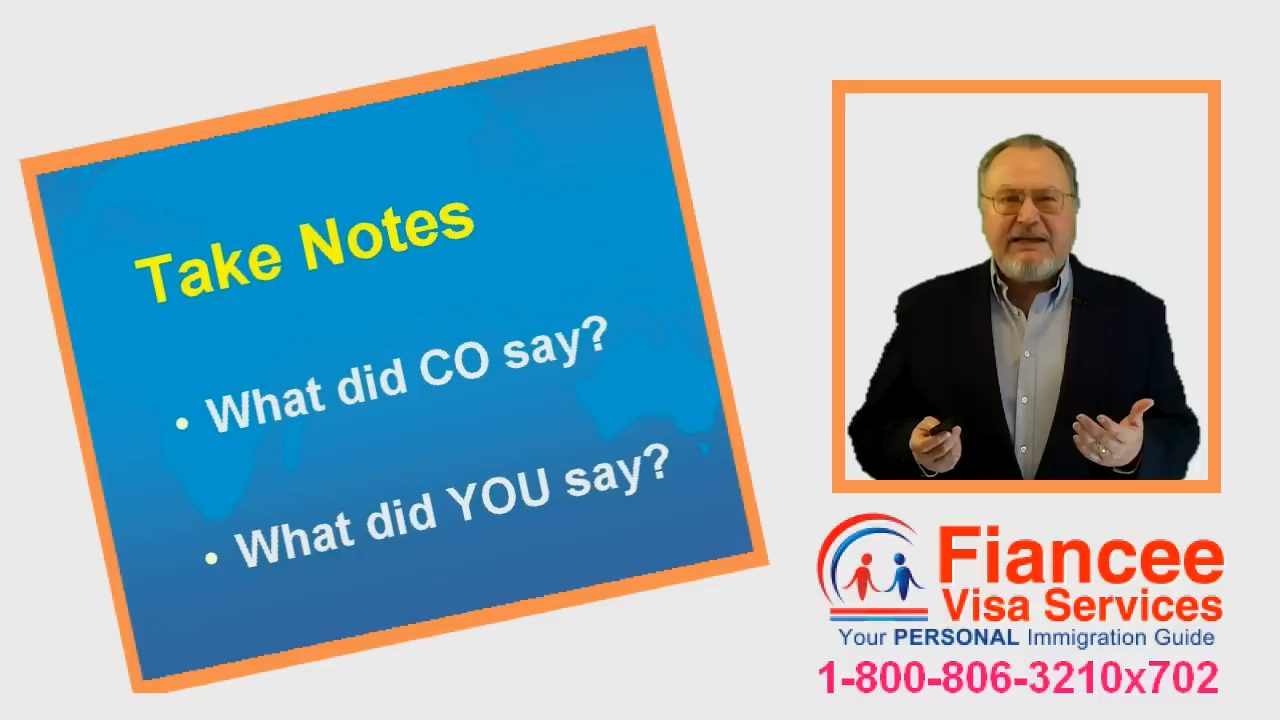 Take Notes
• What did CO say?
• What did YOU say?
Fiancee
Visa Services
Your PERSONAL Immigration Guide
1-800-806-3210x702